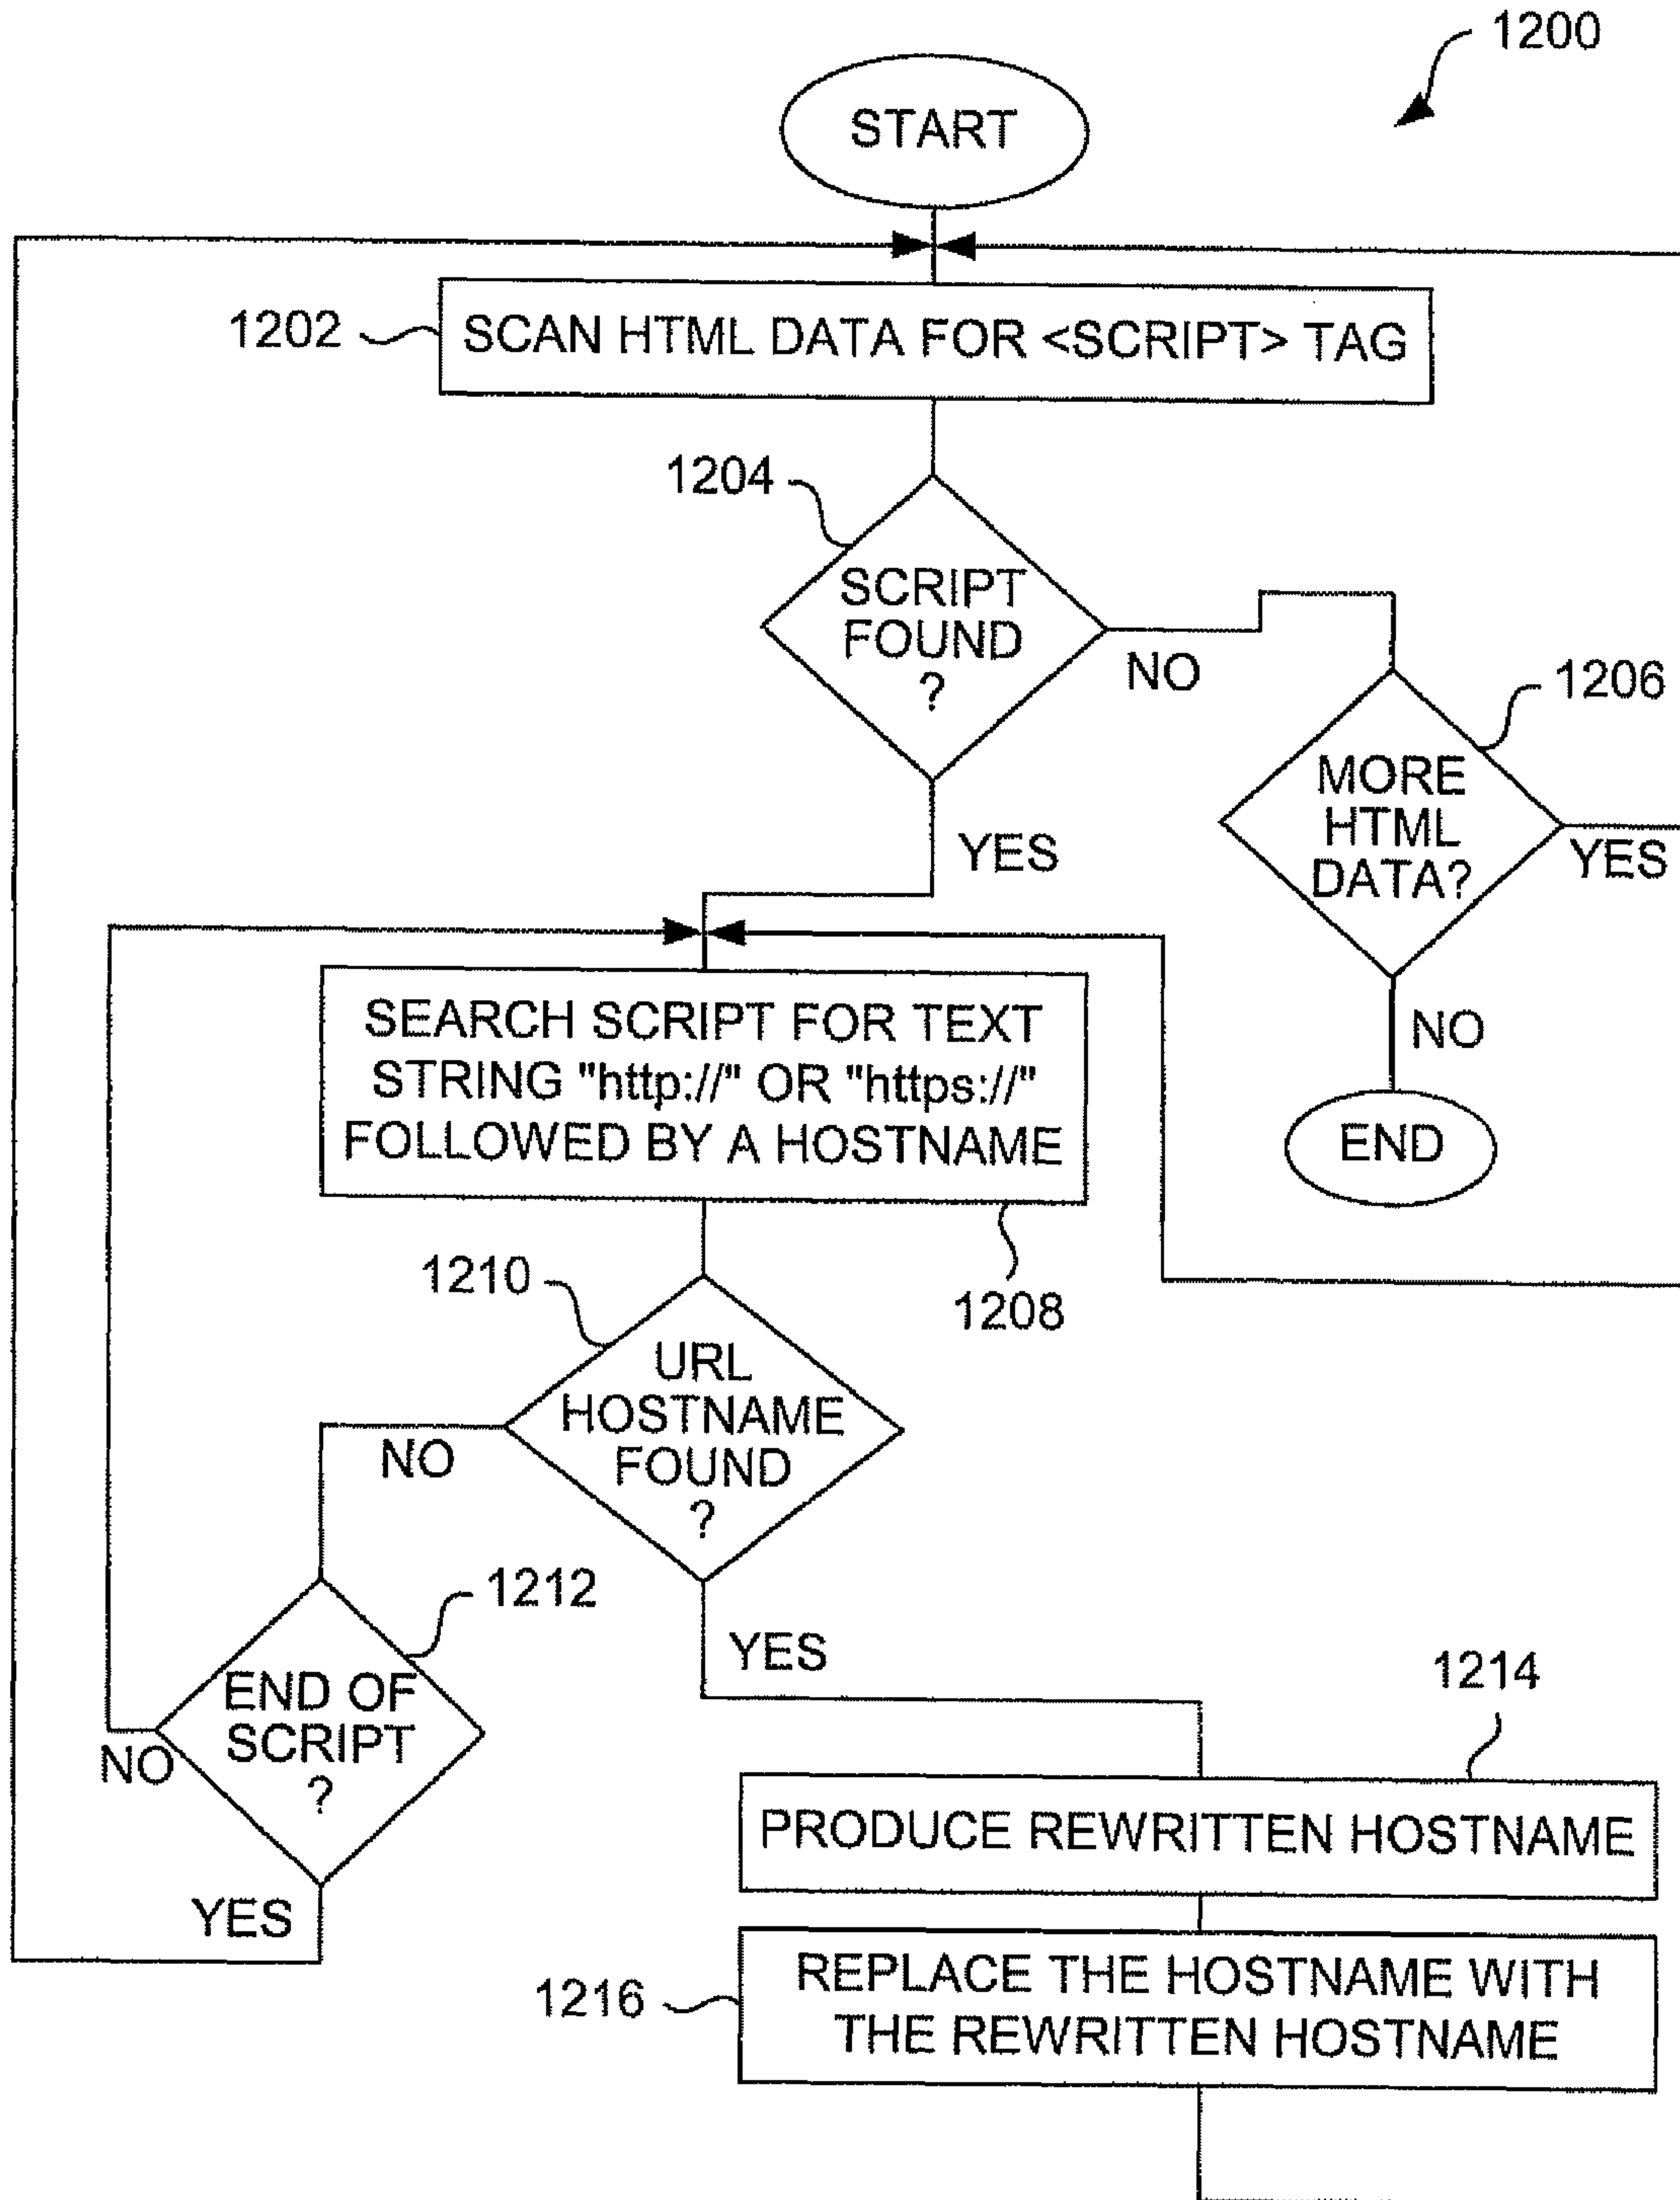 1200
START
1202
SCAN HTML DATA FOR <SCRIPT> TAG
1204
SCRIPT
FOUND
?
NO
1206
MORE
HTML
DATA?
YES
YES
NO
END
SEARCH SCRIPT FOR TEXT
STRING "http://" OR "https://"
FOLLOWED BY A HOSTNAME
1208
1210
URL
HOSTNAME
FOUND
?
NO
1212
YES
END OF
SCRIPT
?
NO
YES
1214
PRODUCE REWRITTEN HOSTNAME
1216
REPLACE THE HOSTNAME WITH
THE REWRITTEN HOSTNAME